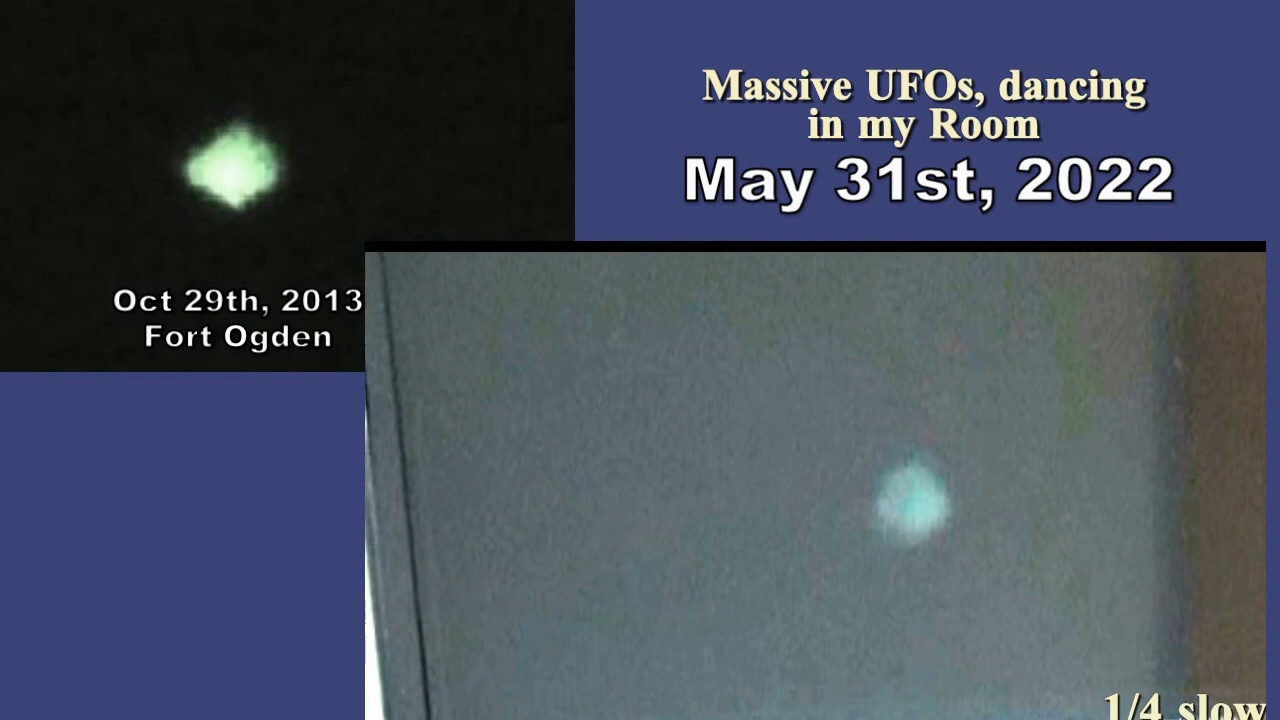 Massive UFOs, dancing
in my Room
May 31st, 2022
Oct 29th, 2013
Fort Ogden
1/4 slow